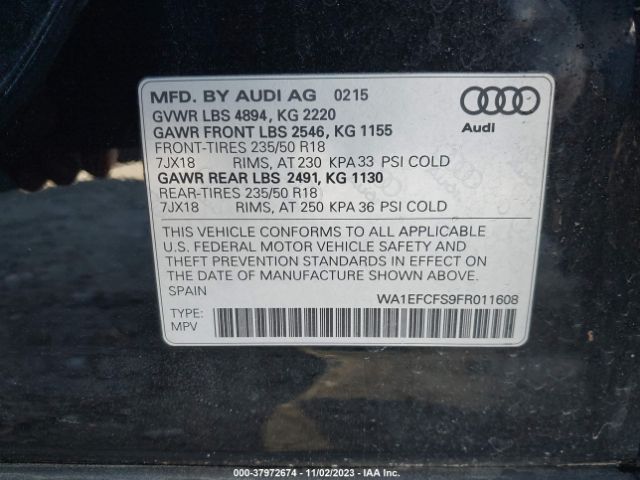 MFD. BY AUDI AG 0215
GVWR LBS 4894, KG 2220
GAWR FRONT LBS 2546, KG 1155
FRONT-TIRES 235/50 R18
7JX18 RIMS, AT 230 KPA 33 PSI COLD
GAWR REAR LBS 2491, KG 1130
REAR-TIRES 235/50 R18
7JX18 RIMS, AT 250 KPA 36 PSI COLD
Audi
THIS VEHICLE CONFORMS TO ALL APPLICABLE
U.S. FEDERAL MOTOR VEHICLE SAFETY AND
THEFT PREVENTION STANDARDS IN EFFECT ON
THE DATE OF MANUFACTURE SHOWN ABOVE.
SPAIN
WA1EFCFS9FR011608
TYPE:
MPV
000-37972674 - 11/02/2023 - IAA Inc.